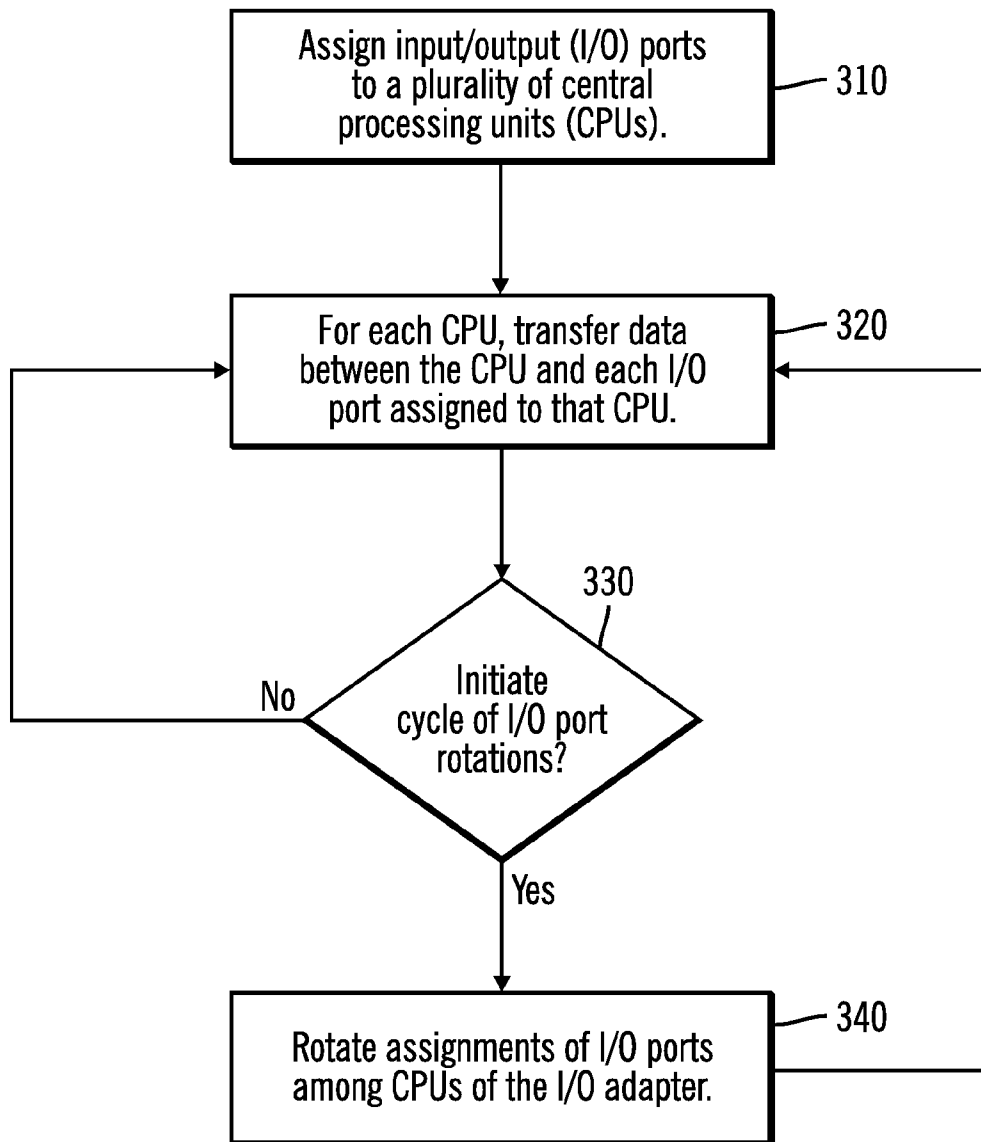 Assign input/output (I/O) ports
to a plurality of central
processing units (CPUs).
310
For each CPU, transfer data
between the CPU and each I/O
port assigned to that CPU.
320
330
Initiate
cycle of I/O port
rotations?
No
Yes
Rotate assignments of I/O ports
among CPUs of the I/O adapter.
340